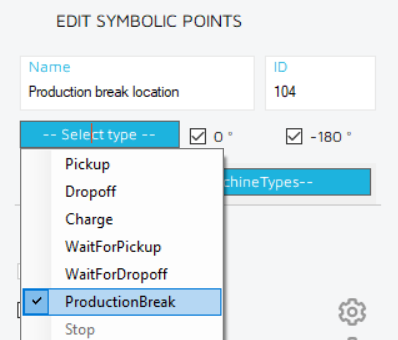 EDIT SYMBOLIC POINTS
Name
ID
Production break location
104
-- Select type --
0 °
-180 °
Pickup
chineTypes--
Dropoff
Charge
WaitForPickup
WaitForDropoff
ProductionBreak
Stop